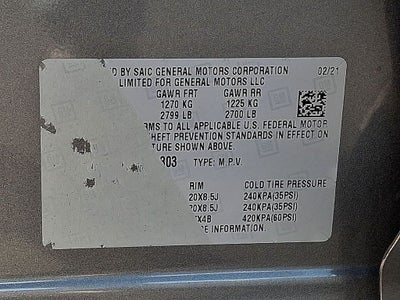 D BY SAIC GENERAL MOTORS CORPORATION 02/21
LIMITED FOR GENERAL MOTORS LLC
GAWR FRT GAWR RR
1270 KG 1225 KG
2799 LB 2700 LB
RMS TO ALL APPLICABLE U.S. FEDERAL MOTOR
HEFT PREVENTION STANDARDS IN EFFECT ON
TURE SHOWN ABOVE.
803 TYPE: M.P.V.
RIM COLD TIRE PRESSURE
20X8.5J 240KPA(35PSI)
20X8.5J 240KPA(35PSI)
X4B 420KPA(60PSI)
E INFORMATION.